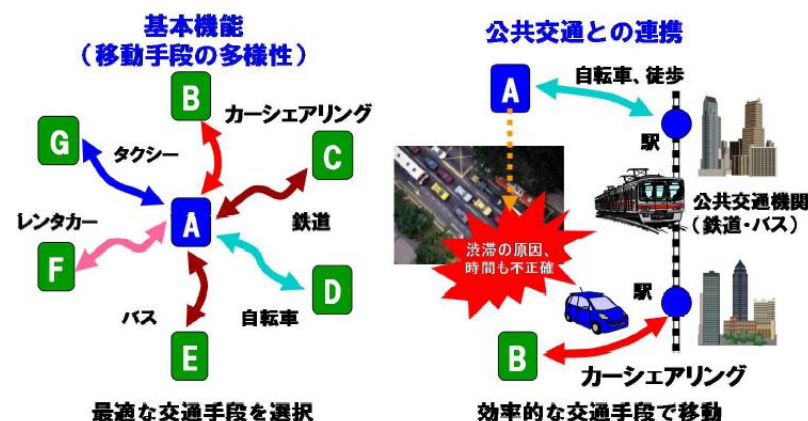 基本機能
（移動手段の多様性）
B
カーシェアリング
G
タクシー
C
A
レンタカー
鉄道
F
D
バス
自転車
E
最適な交通手段を選択
公共交通との連携
A
自転車、徒歩
駅
公共交通機関
（鉄道・バス）
渋滞の原因、
時間も不正確
駅
B
カーシェアリング
効率的な交通手段で移動